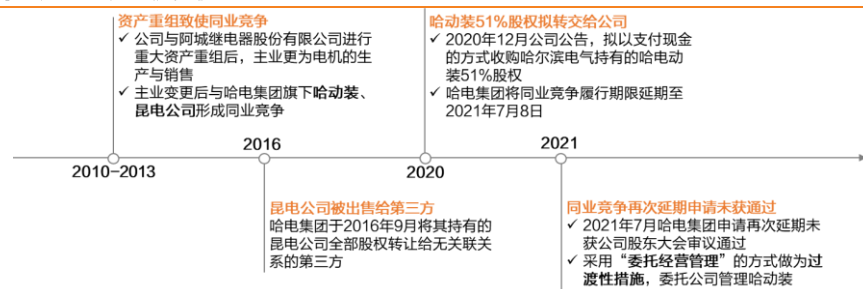 资产重组致使同业竞争
✓ 公司与阿城继电器股份有限公司进行
重大资产重组后，主业更为电机的生
产与销售
✓ 主业变更后与哈电集团旗下哈动装、
昆电公司形成同业竞争
哈动装51%股权拟转交给公司
✓ 2020年12月公司公告，拟以支付现金
的方式收购哈尔滨电气持有的哈电动
装51%股权
✓ 哈电集团将同业竞争履行期限延期至
2021年7月8日
2010-2013
2016
2020
2021
昆电公司被出售给第三方
哈电集团于2016年9月将其持有的
昆电公司全部股权转让给无关联关
系的第三方
同业竞争再次延期申请未获通过
✓ 2021年7月哈电集团申请再次延期未
获公司股东大会审议通过
✓ 采用“委托经营管理”的方式做为过
渡性措施，委托公司管理哈动装